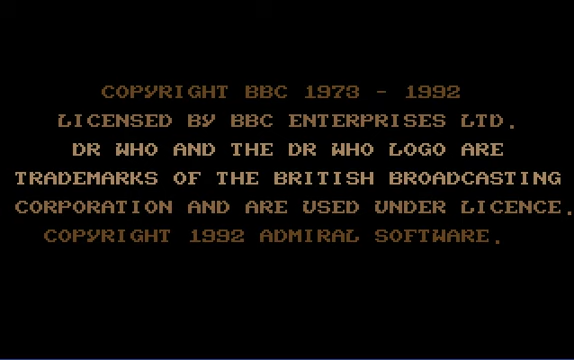 COPYRIGHT BBC 1973 - 1992
LICENSED BY BBC ENTERPRISES LTD.
DR WHO AND THE DR WHO LOGO ARE
TRADEMARKS OF THE BRITISH BROADCASTING
CORPORATION AND ARE USED UNDER LICENCE.
COPYRIGHT 1992 ADMIRAL SOFTWARE.